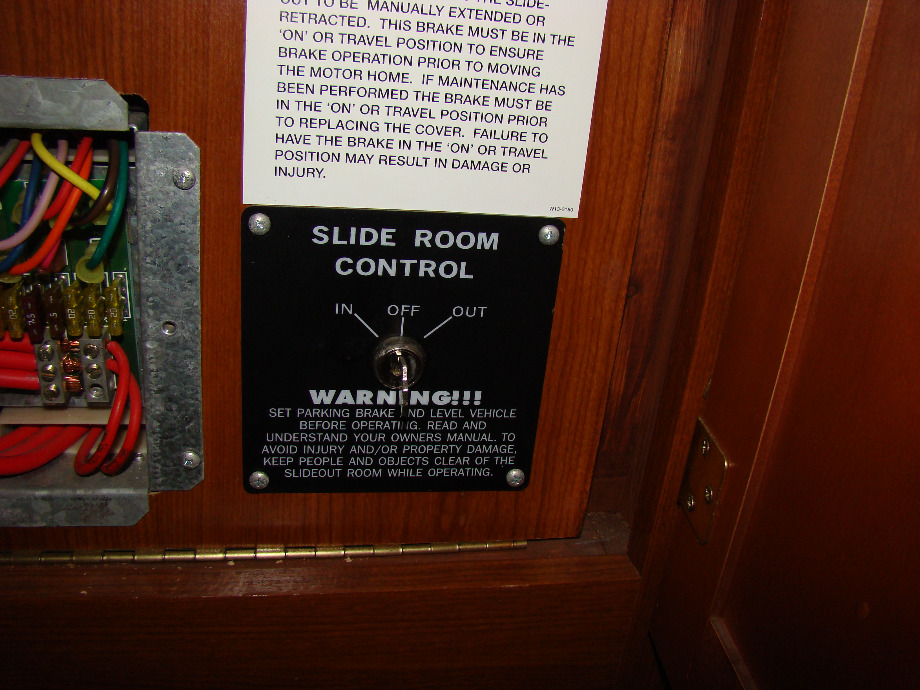 OUT TO BE MANUALLY EXTENDED OR
RETRACTED. THIS BRAKE MUST BE IN THE
'ON' OR TRAVEL POSITION TO ENSURE
BRAKE OPERATION PRIOR TO MOVING
THE MOTOR HOME. IF MAINTENANCE HAS
BEEN PERFORMED THE BRAKE MUST BE
IN THE 'ON' OR TRAVEL POSITION PRIOR
TO REPLACING THE COVER. FAILURE TO
HAVE THE BRAKE IN THE 'ON' OR TRAVEL
POSITION MAY RESULT IN DAMAGE OR
INJURY.
SLIDE ROOM
CONTROL
IN OFF OUT
WARNING!!!
SET PARKING BRAKE AND LEVEL VEHICLE
BEFORE OPERATING. READ AND
UNDERSTAND YOUR OWNERS MANUAL. TO
AVOID INJURY AND/OR PROPERTY DAMAGE,
KEEP PEOPLE AND OBJECTS CLEAR OF THE
SLIDEOUT ROOM WHILE OPERATING.